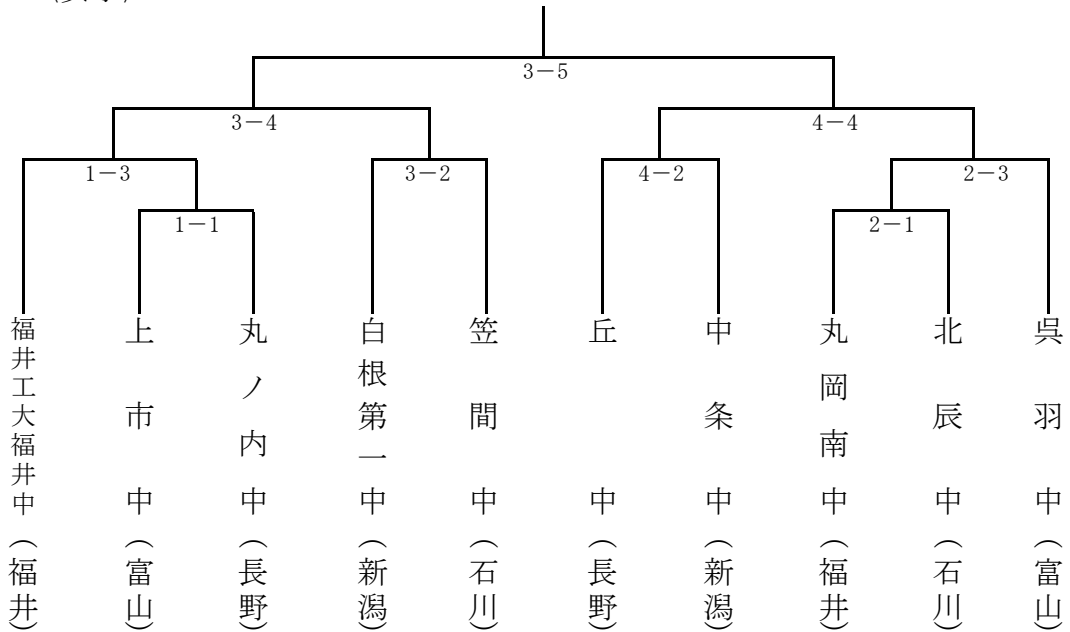 3－5
3－4
4－4
1－3
3－2
4－2
2－3
1－1
2－1
福井工大福井中（福井）
上市中（富山）
丸ノ内中（長野）
白根第一中（新潟）
笠間中（石川）
丘中（長野）
中条中（新潟）
丸岡南中（福井）
北辰中（石川）
呉羽中（富山）